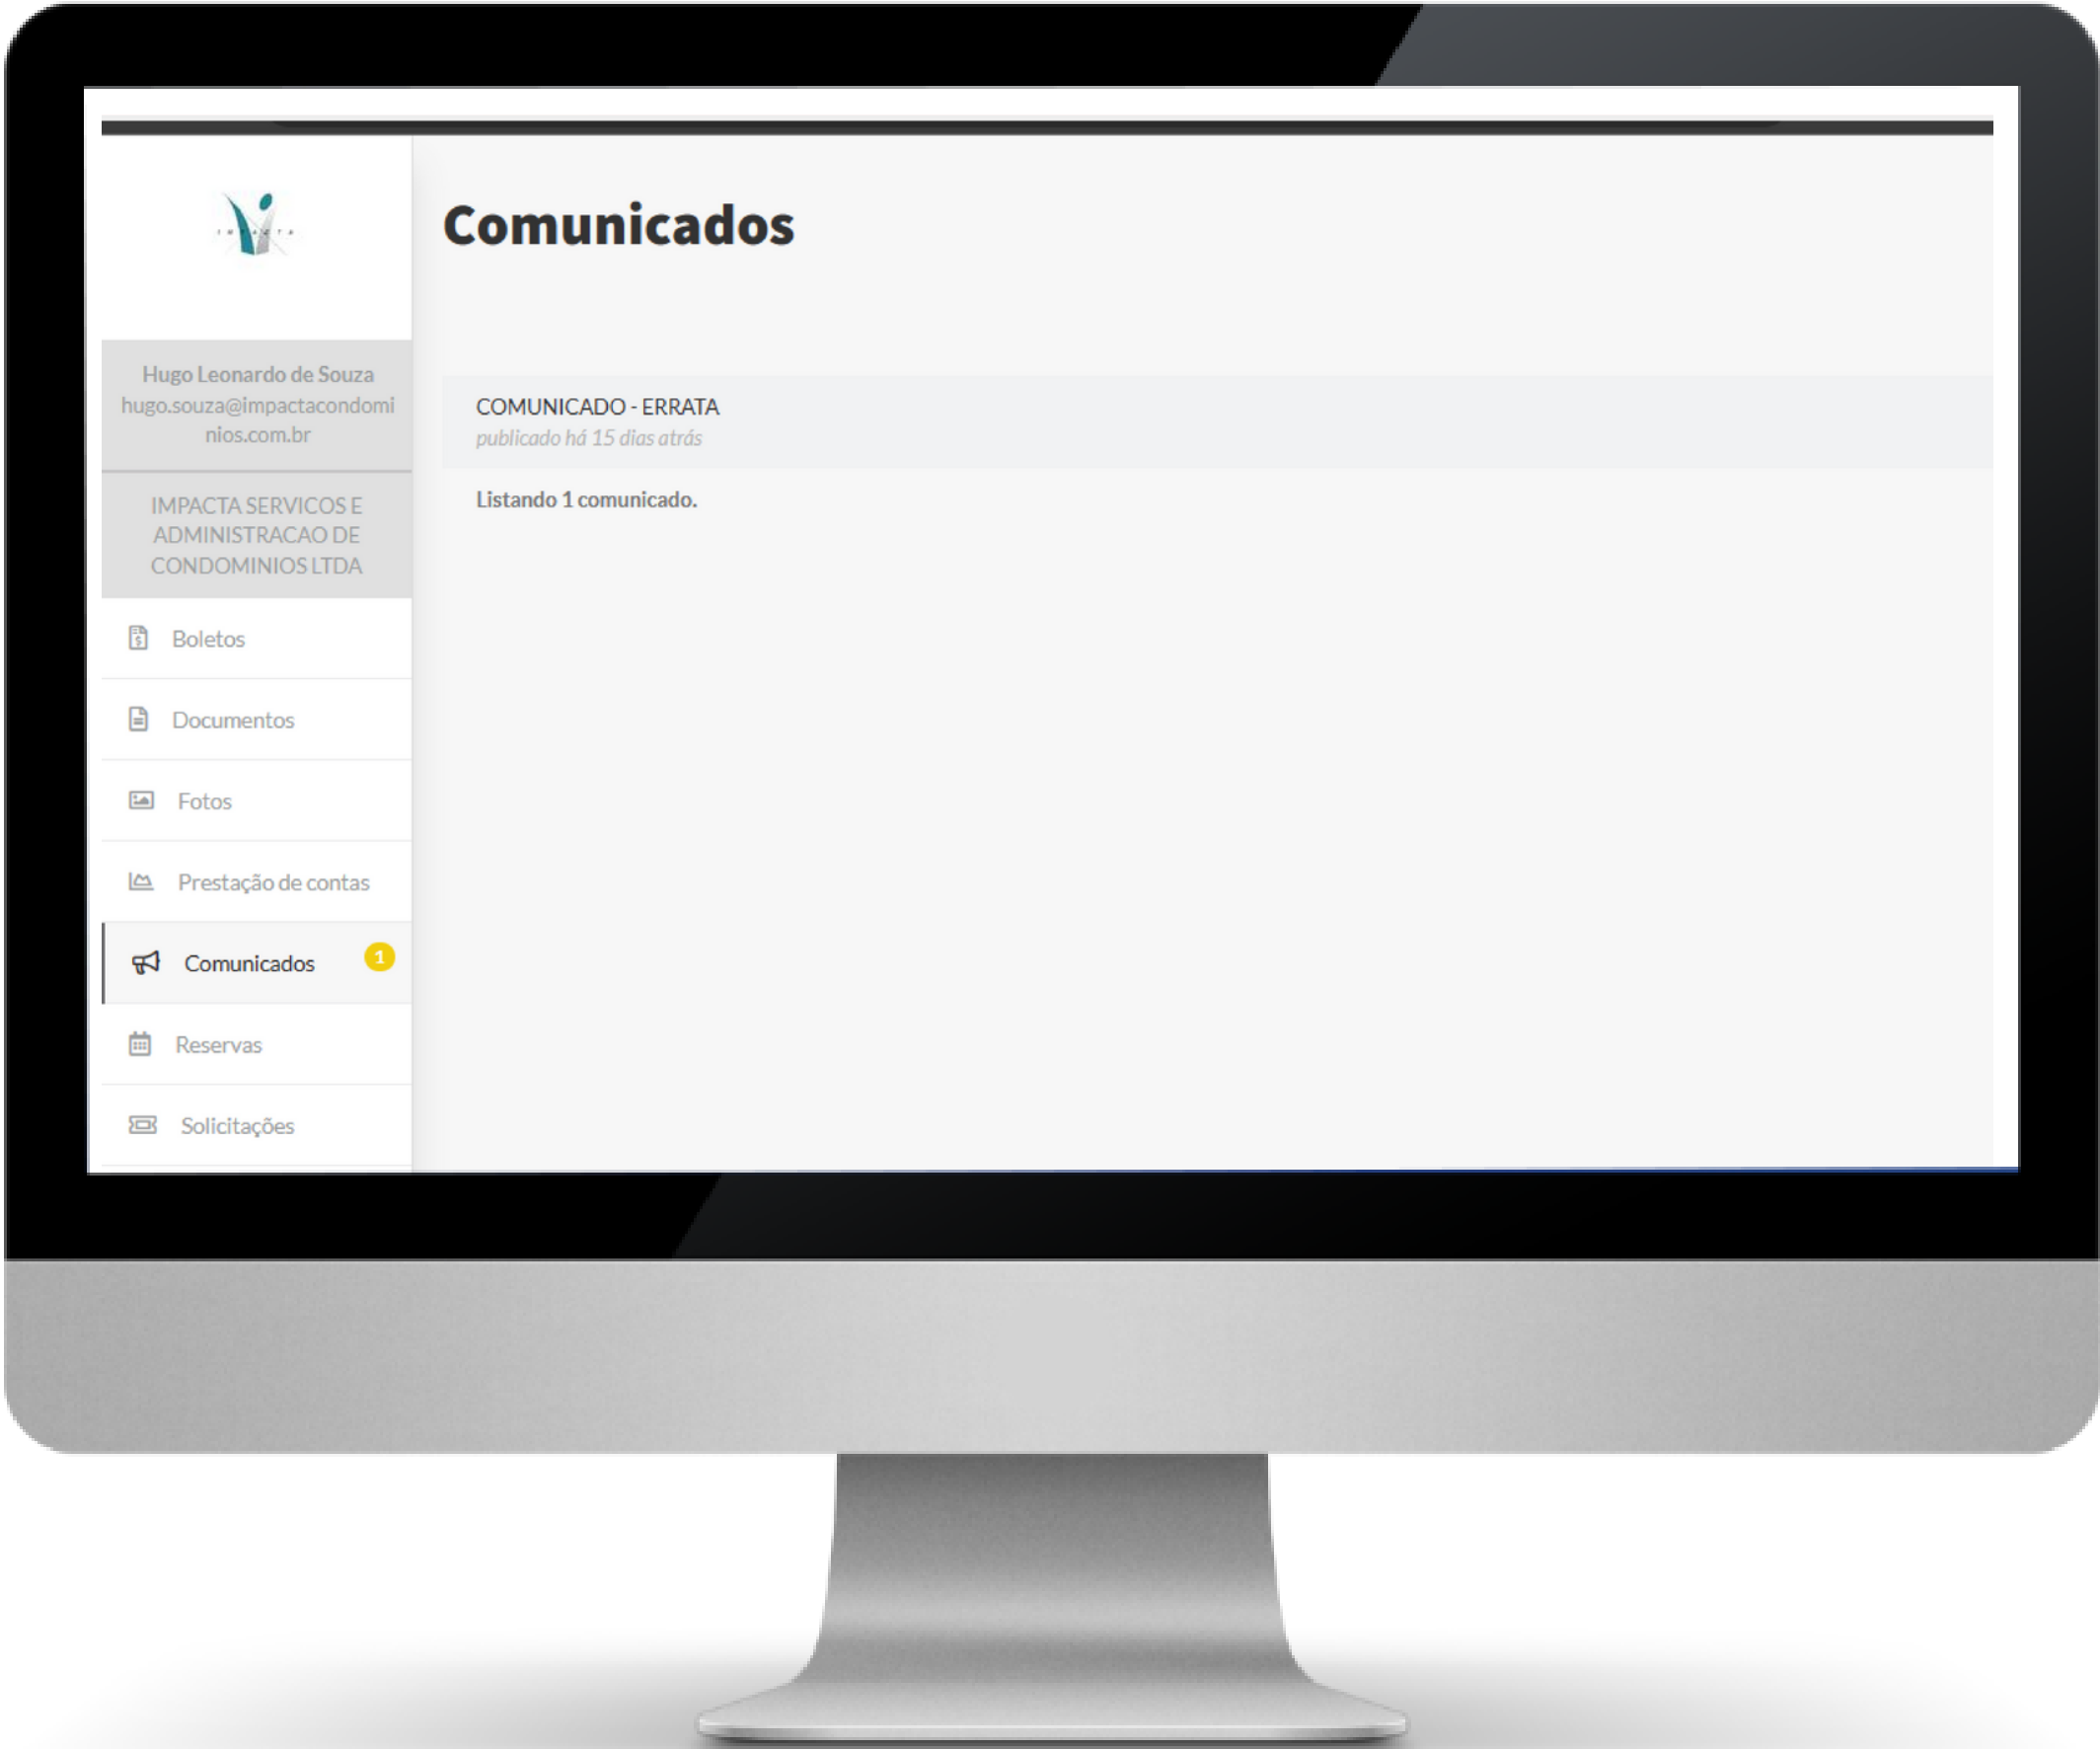 IMPACTA
Comunicados
Hugo Leonardo de Souza
hugo.souza@impactacondomi
nios.com.br
IMPACTA SERVICOS E
ADMINISTRACAO DE
CONDOMINIOS LTDA
Boletos
Documentos
Fotos
Prestação de contas
Comunicados 1
Reservas
Solicitações
COMUNICADO - ERRATA
publicado há 15 dias atrás
Listando 1 comunicado.